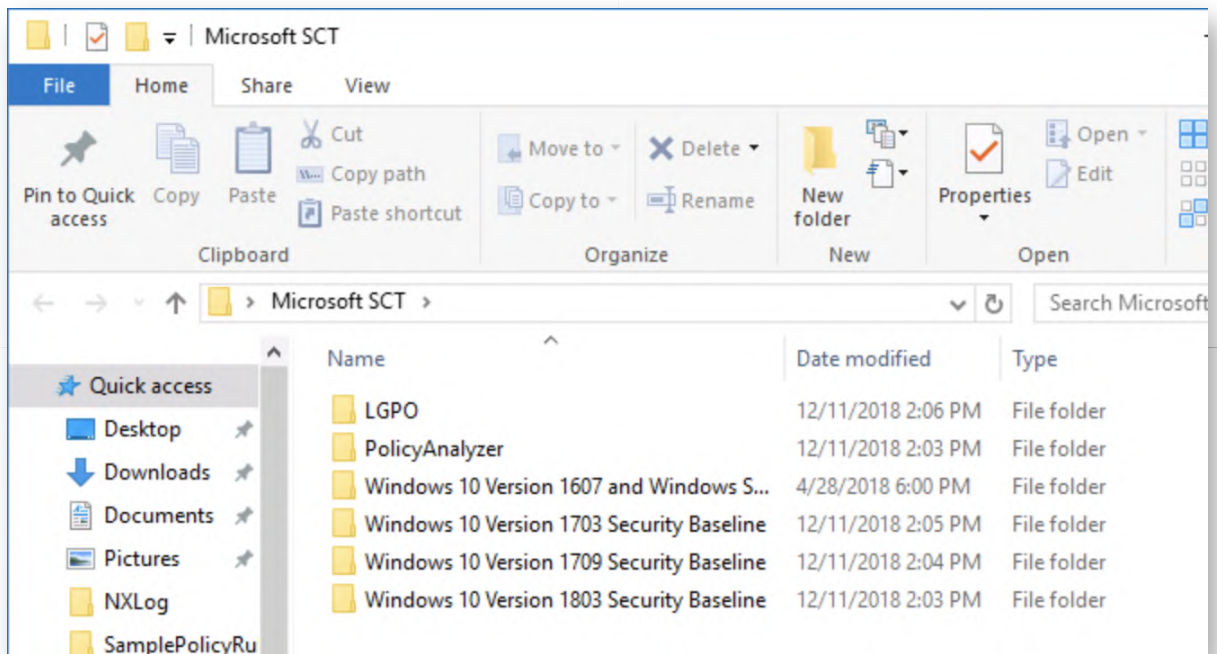 Microsoft SCT
File Home Share View
Pin to Quick access
Copy
Paste
Cut
Copy path
Paste shortcut
Clipboard
Move to
Copy to
Delete
Rename
Organize
New folder
New
Properties
Open
Edit
Open
Microsoft SCT
Search Microsoft
Name Date modified Type
Quick access
Desktop
Downloads
Documents
Pictures
NXLog
SamplePolicyRu
LGPO 12/11/2018 2:06 PM File folder
PolicyAnalyzer 12/11/2018 2:03 PM File folder
Windows 10 Version 1607 and Windows S... 4/28/2018 6:00 PM File folder
Windows 10 Version 1703 Security Baseline 12/11/2018 2:05 PM File folder
Windows 10 Version 1709 Security Baseline 12/11/2018 2:04 PM File folder
Windows 10 Version 1803 Security Baseline 12/11/2018 2:03 PM File folder